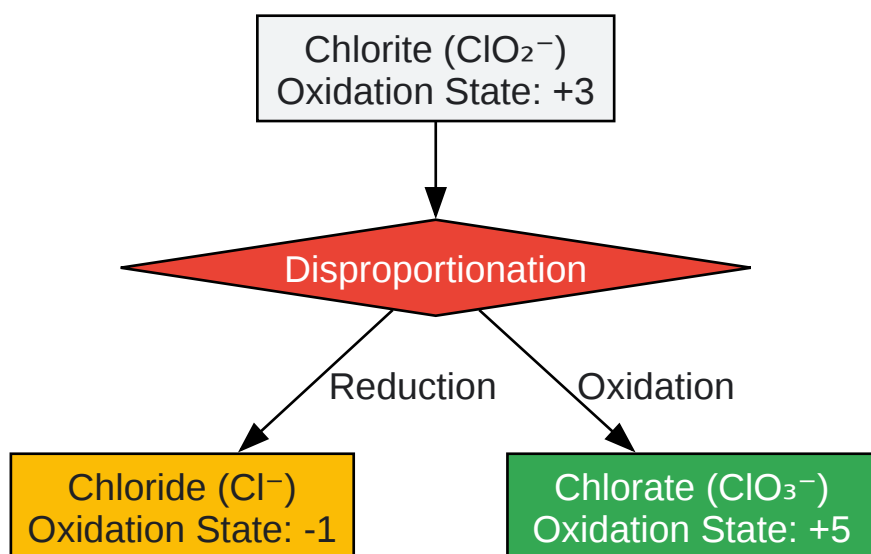 Chlorite (ClO₂⁻)
Oxidation State: +3
Disproportionation
Reduction
Oxidation
Chloride (Cl⁻)
Oxidation State: -1
Chlorate (ClO₃⁻)
Oxidation State: +5